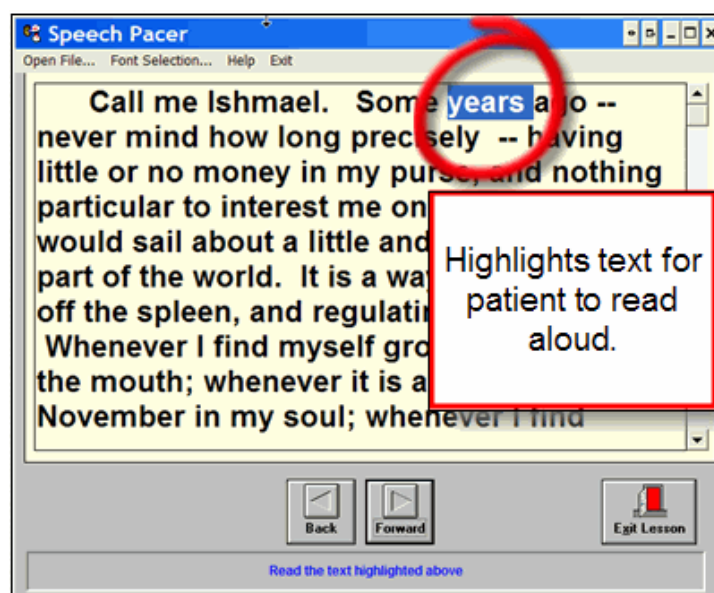 Speech Pacer
Open File... Font Selection... Help Exit
Call me Ishmael. Some years ago --
never mind how long precisely -- having
little or no money in my purse, and nothing
particular to interest me on
would sail about a little and
part of the world. It is a way
off the spleen, and
Whenever I find myself
the mouth; whenever it is a
November in my soul; whenever I find
Highlights text for
patient to read
aloud.
Back
Forward
Exit Lesson
Read the text highlighted above